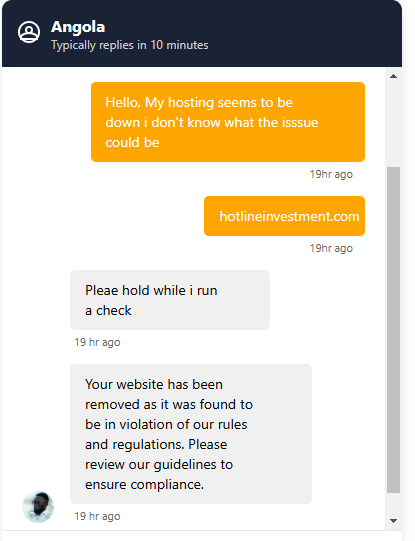 Angola
Typically replies in 10 minutes
Hello, My hosting seems to be
down i don't know what the isssue
could be
19hr ago
hotlineinvestment.com
19hr ago
Pleae hold while i run
a check
19 hr ago
Your website has been
removed as it was found to
be in violation of our rules
and regulations. Please
review our guidelines to
ensure compliance.
19 hr ago